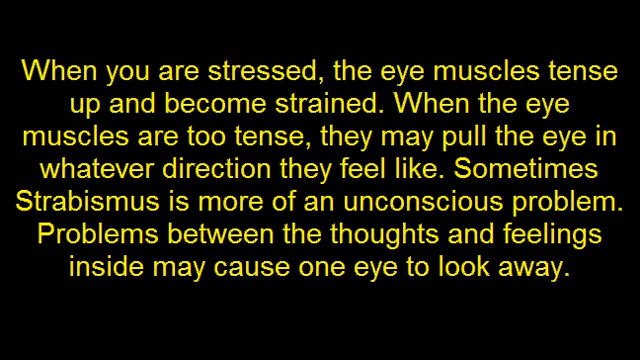 When you are stressed, the eye muscles tense
up and become strained. When the eye
muscles are too tense, they may pull the eye in
whatever direction they feel like. Sometimes
Strabismus is more of an unconscious problem.
Problems between the thoughts and feelings
inside may cause one eye to look away.